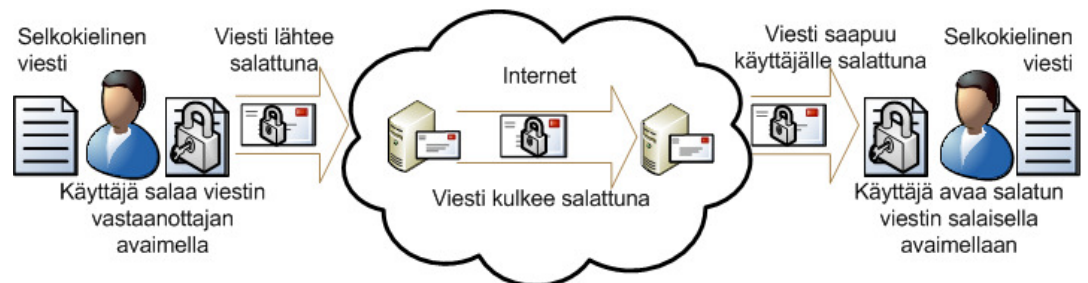 Selkokielinen
viesti
Viesti lähtee
salattuna
Käyttäjä salaa viestin
vastaanottajan
avaimella
Internet
Viesti kulkee salattuna
Viesti saapuu
käyttäjälle salattuna
Selkokielinen
viesti
Käyttäjä avaa salatun
viestin salaisella
avaimellaan